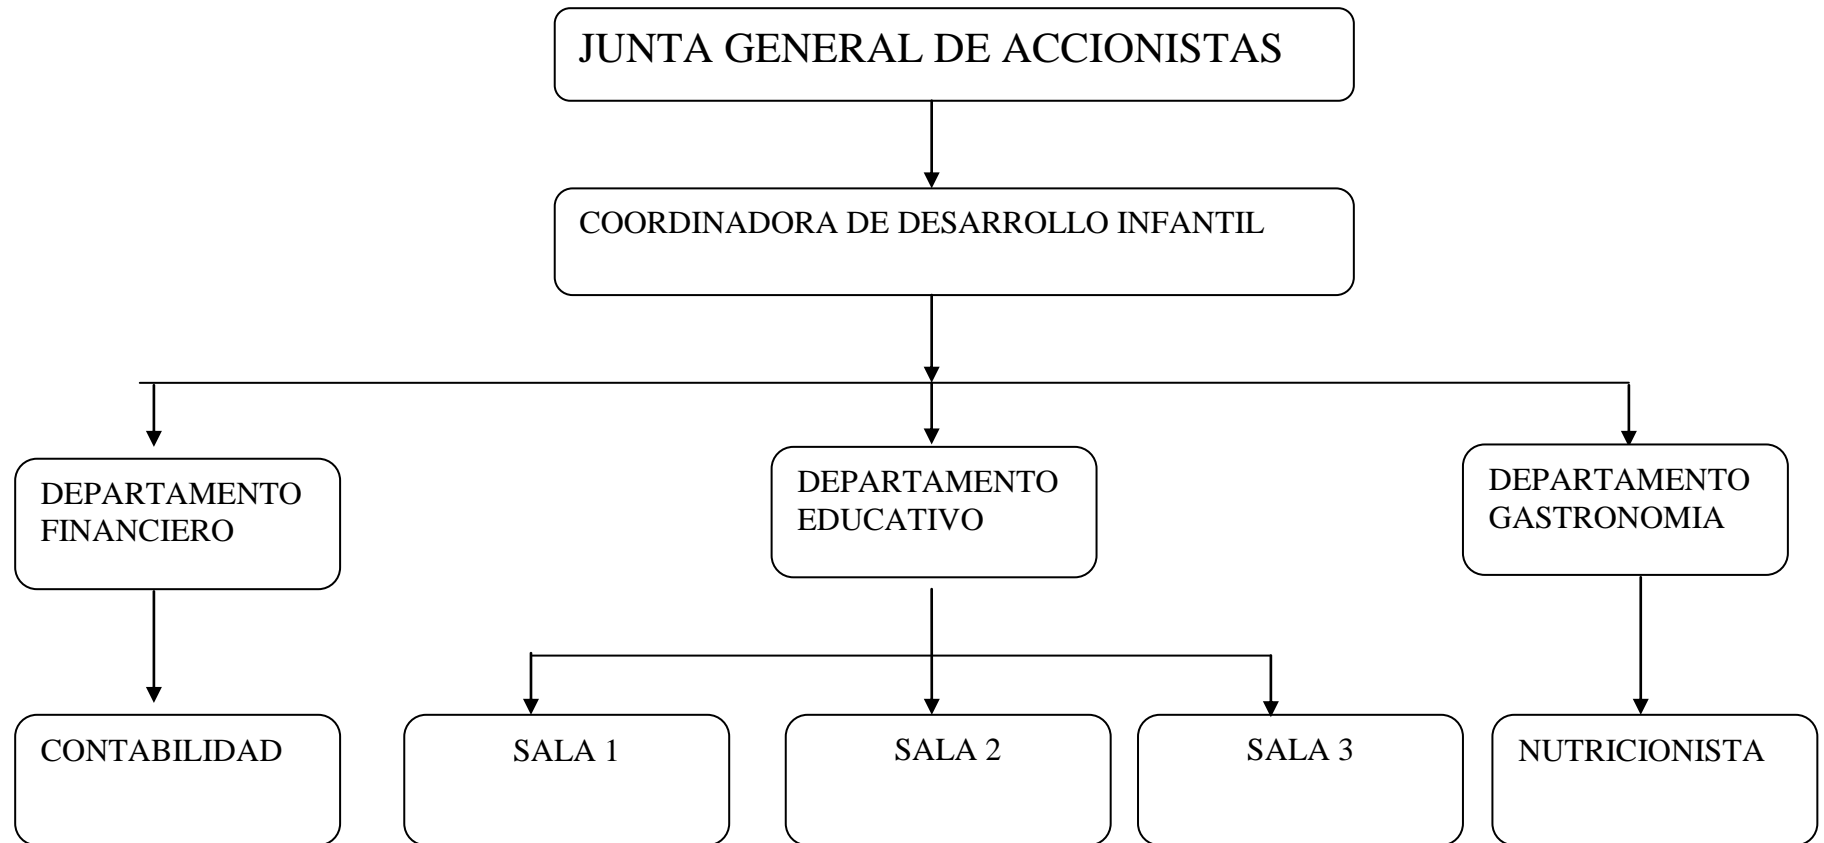 JUNTA GENERAL DE ACCIONISTAS
COORDINADORA DE DESARROLLO INFANTIL
DEPARTAMENTO
FINANCIERO
DEPARTAMENTO
EDUCATIVO
DEPARTAMENTO
GASTRONOMIA
CONTABILIDAD
SALA 1
SALA 2
SALA 3
NUTRICIONISTA